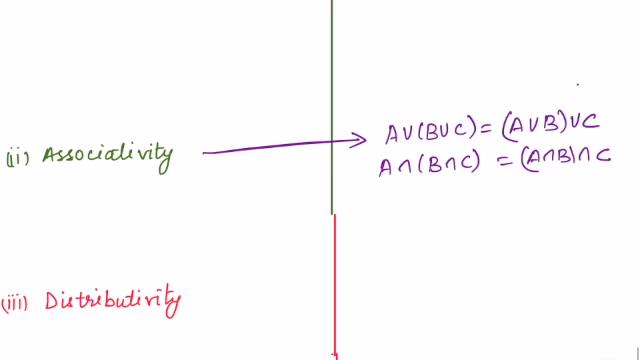 A∪(B∪C) = (A∪B)∪C
(ii) Associativity
A∩(B∩C) = (A∩B)∩C
(iii) Distributivity